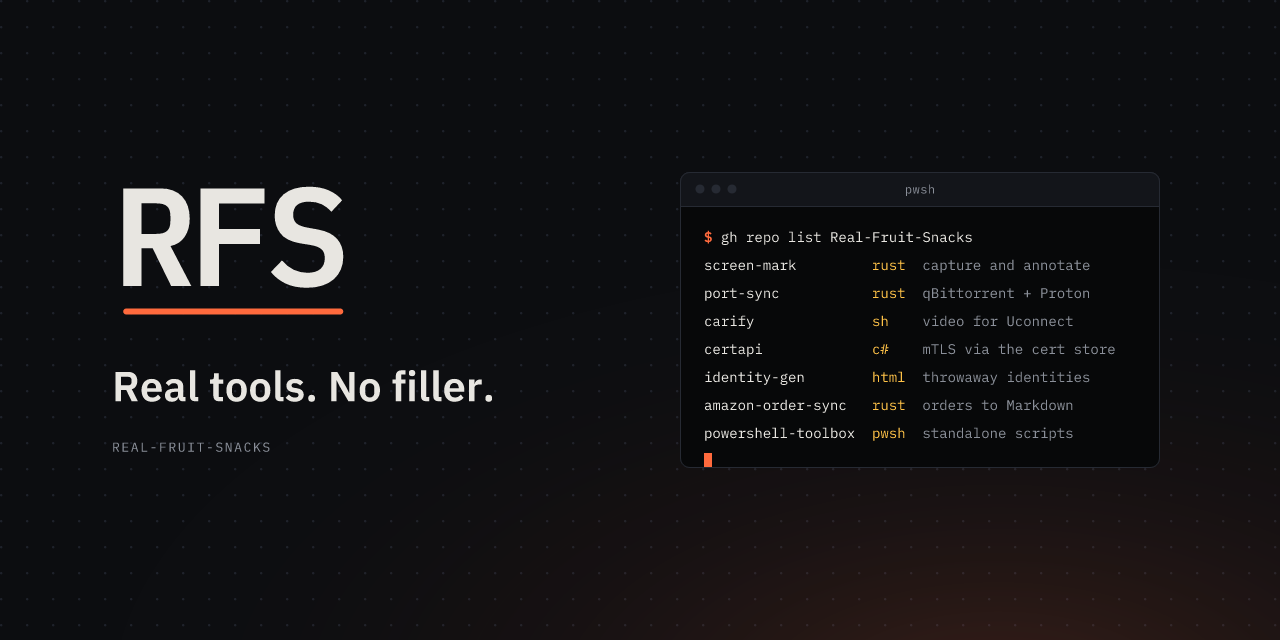 RFS
Real tools. No filler.
REAL-FRUIT-SNACKS
pwsh
$ gh repo list Real-Fruit-Snacks
screen-mark rust capture and annotate
port-sync rust qBittorrent + Proton
carify sh video for Uconnect
certapi c# mTLS via the cert store
identity-gen html throwaway identities
amazon-order-sync rust orders to Markdown
powershell-toolbox pwsh standalone scripts